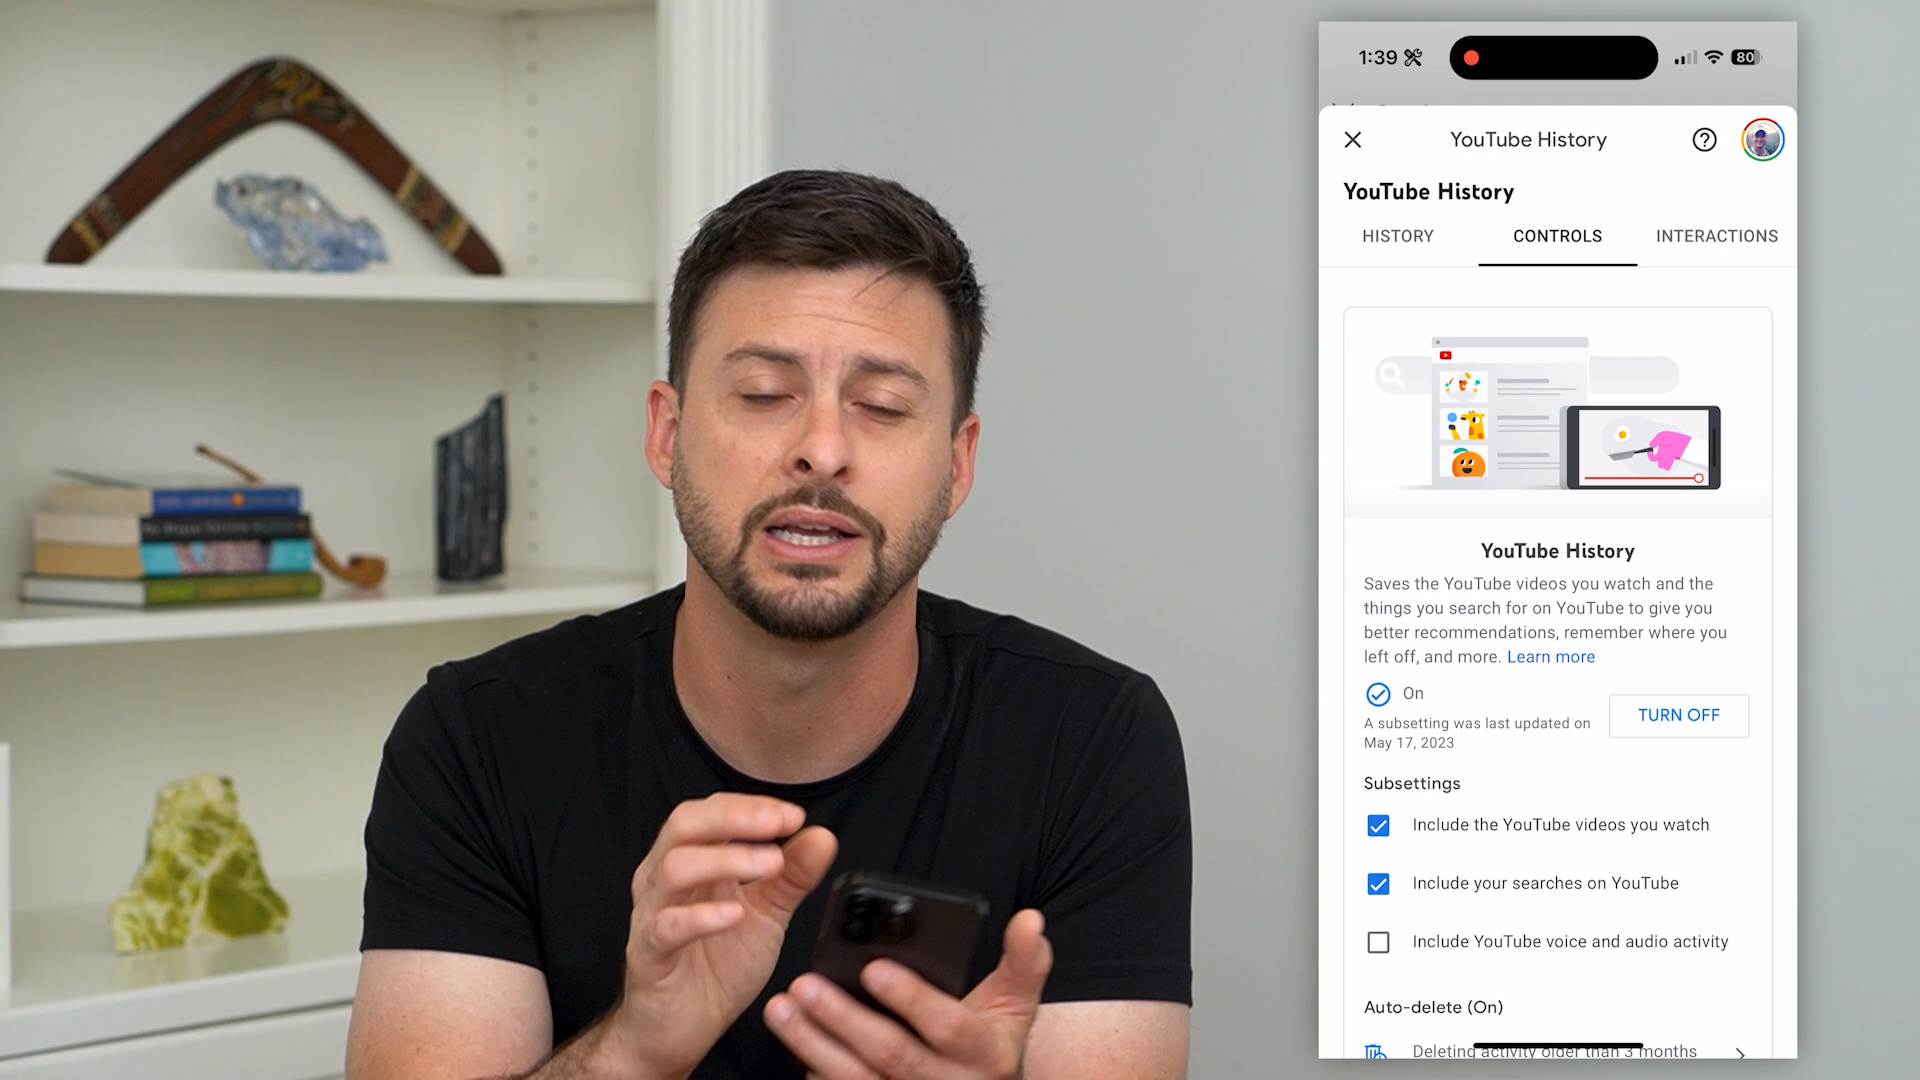 1:39
80
YouTube History
YouTube History
HISTORY
CONTROLS
INTERACTIONS
YouTube History
Saves the YouTube videos you watch and the
things you search for on YouTube to give you
better recommendations, remember where you
left off, and more. Learn more
On
A subsetting was last updated on
May 17, 2023
TURN OFF
Subsettings
Include the YouTube videos you watch
Include your searches on YouTube
Include YouTube voice and audio activity
Auto-delete (On)
Deleting activity older than 3 months